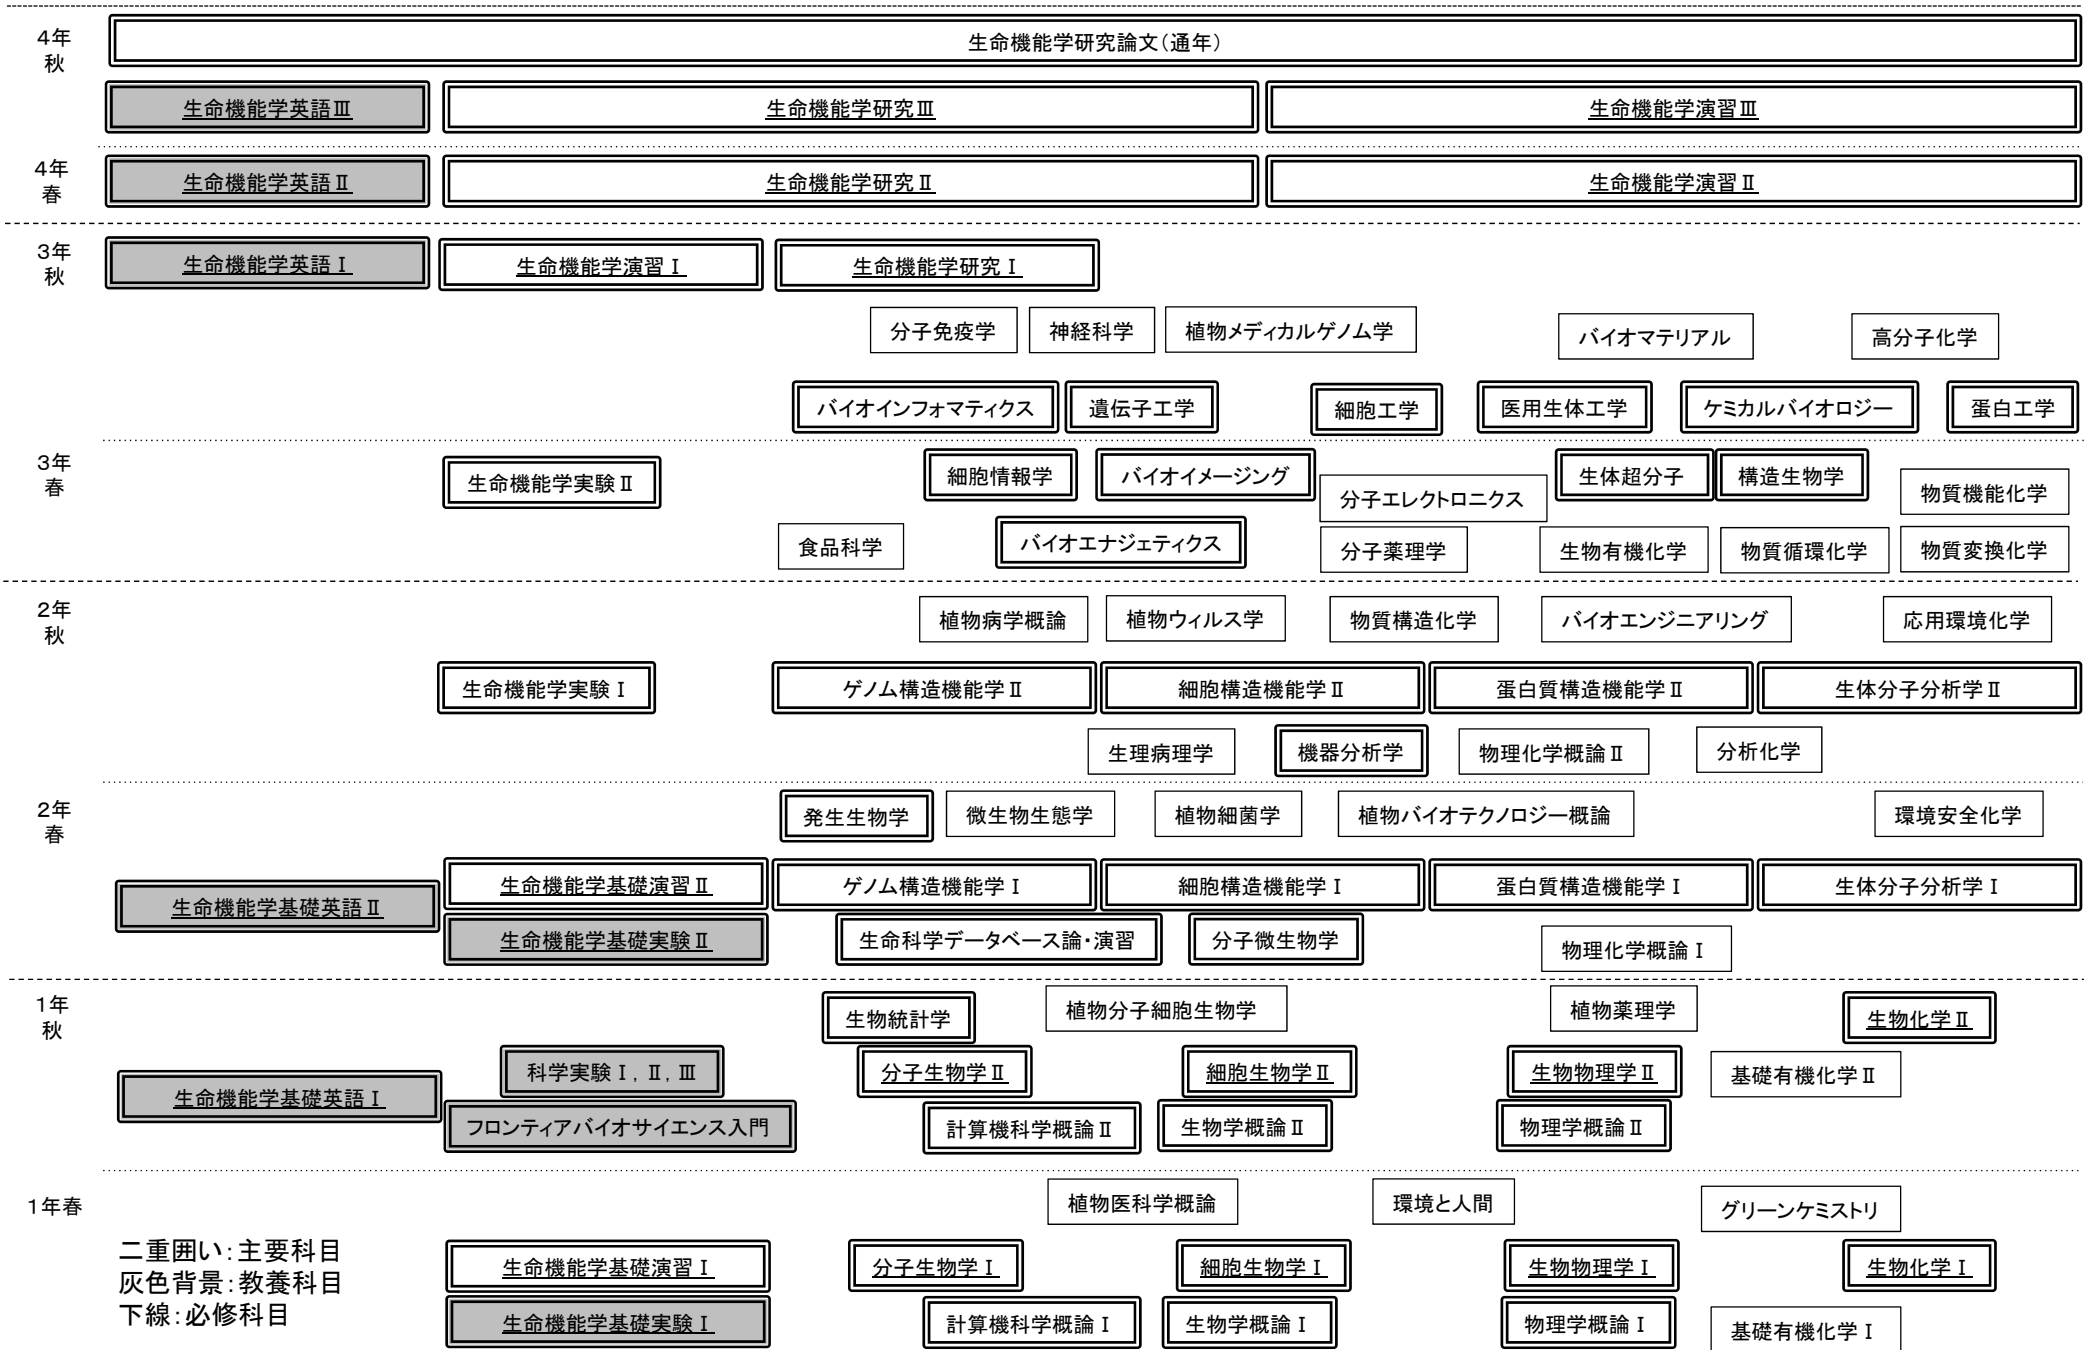 4年
秋
生命機能学研究論文(通年)
生命機能学英語Ⅲ
生命機能学研究Ⅲ
生命機能学演習Ⅲ
4年
春
生命機能学英語Ⅱ
生命機能学研究Ⅱ
生命機能学演習Ⅱ
3年
秋
生命機能学英語Ⅰ
生命機能学演習Ⅰ
生命機能学研究Ⅰ
分子免疫学
神経科学
植物メディカルゲノム学
バイオマテリアル
高分子化学
バイオインフォマティクス
遺伝子工学
細胞工学
医用生体工学
ケミカルバイオロジー
蛋白工学
3年
春
生命機能学実験Ⅱ
細胞情報学
バイオイメージング
分子エレクトロニクス
生体超分子
構造生物学
物質機能化学
食品科学
バイオエナジェティクス
分子薬理学
生物有機化学
物質循環化学
物質変換化学
2年
秋
植物病学概論
植物ウィルス学
物質構造化学
バイオエンジニアリング
応用環境化学
生命機能学実験Ⅰ
ゲノム構造機能学Ⅱ
細胞構造機能学Ⅱ
蛋白質構造機能学Ⅱ
生体分子分析学Ⅱ
生理病理学
機器分析学
物理化学概論Ⅱ
分析化学
2年
春
発生生物学
微生物生態学
植物細菌学
植物バイオテクノロジー概論
環境安全化学
生命機能学基礎英語Ⅱ
生命機能学基礎演習Ⅱ
ゲノム構造機能学Ⅰ
細胞構造機能学Ⅰ
蛋白質構造機能学Ⅰ
生体分子分析学Ⅰ
生命機能学基礎実験Ⅱ
生命科学データベース論・演習
分子微生物学
物理化学概論Ⅰ
1年
秋
生物統計学
植物分子細胞生物学
植物薬理学
生物化学Ⅱ
生命機能学基礎英語Ⅰ
科学実験Ⅰ,Ⅱ,Ⅲ
分子生物学Ⅱ
細胞生物学Ⅱ
生物物理学Ⅱ
基礎有機化学Ⅱ
フロンティアバイオサイエンス入門
計算機科学概論Ⅱ
生物学概論Ⅱ
物理学概論Ⅱ
1年春
植物医科学概論
環境と人間
グリーンケミストリ
二重囲い:主要科目
灰色背景:教養科目
下線:必修科目
生命機能学基礎演習Ⅰ
分子生物学Ⅰ
細胞生物学Ⅰ
生物物理学Ⅰ
生物化学Ⅰ
生命機能学基礎実験Ⅰ
計算機科学概論Ⅰ
生物学概論Ⅰ
物理学概論Ⅰ
基礎有機化学Ⅰ